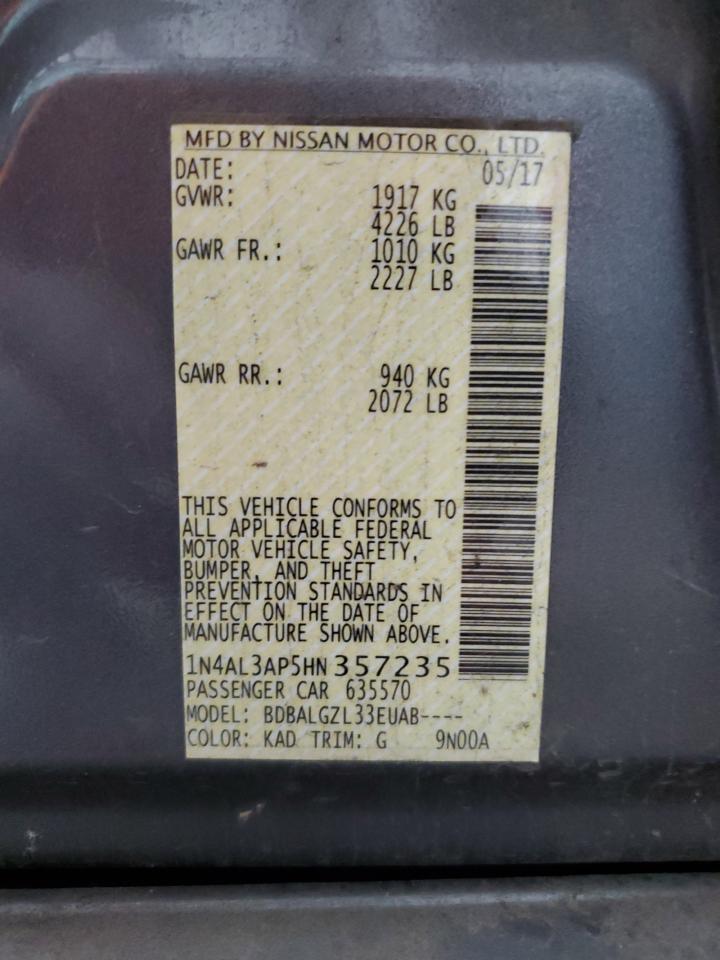 MFD BY NISSAN MOTOR CO., LTD.
DATE: 05/17
GVWR: 1917 KG
4226 LB
GAWR FR.: 1010 KG
2227 LB
GAWR RR.: 940 KG
2072 LB
THIS VEHICLE CONFORMS TO
ALL APPLICABLE FEDERAL
MOTOR VEHICLE SAFETY,
BUMPER, AND THEFT
PREVENTION STANDARDS IN
EFFECT ON THE DATE OF
MANUFACTURE SHOWN ABOVE.
1N4AL3AP5HN357235
PASSENGER CAR 635570
MODEL: BDBALGZL33EUAB----
COLOR: KAD TRIM: G 9N00A